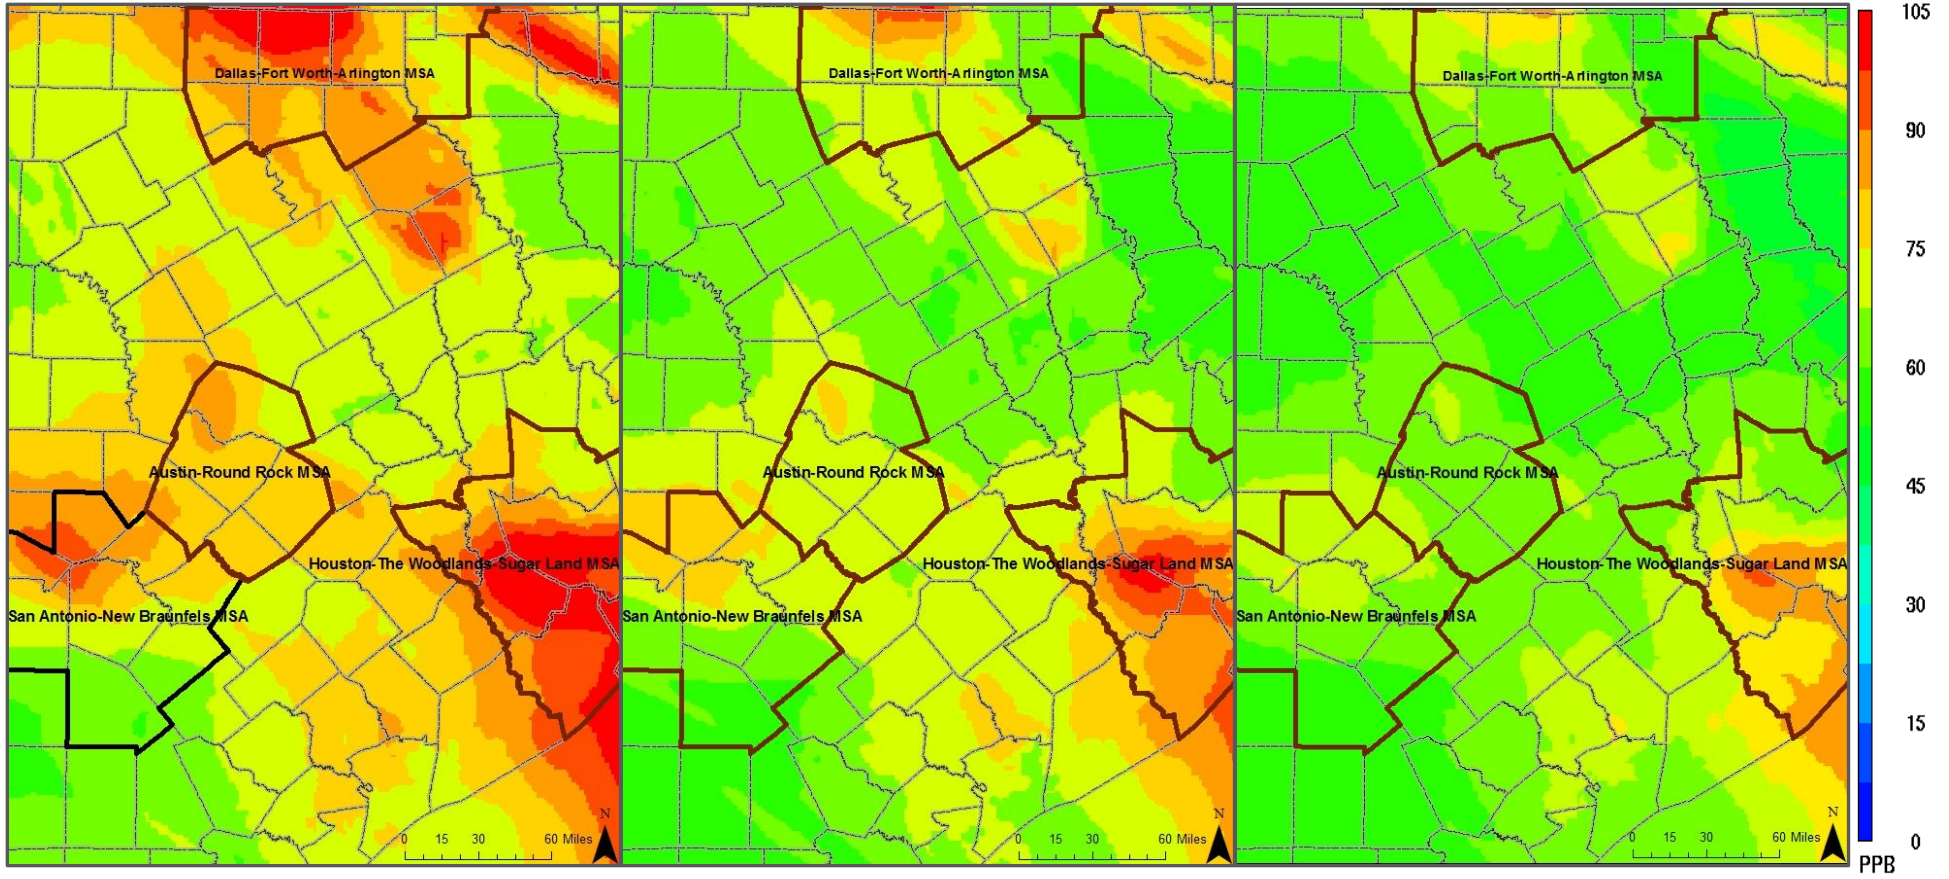 Dallas-Fort Worth-Arlington MSA
Austin-Round Rock MSA
Houston-The Woodlands-Sugar Land MSA
San Antonio-New Braunfels MSA
N
0 15 30 60 Miles
Dallas-Fort Worth-Arlington MSA
Austin-Round Rock MSA
Houston-The Woodlands-Sugar Land MSA
San Antonio-New Braunfels MSA
N
0 15 30 60 Miles
Dallas-Fort Worth-Arlington MSA
Austin-Round Rock MSA
Houston-The Woodlands-Sugar Land MSA
San Antonio-New Braunfels MSA
N
0 15 30 60 Miles
105
90
75
60
45
30
15
0
PPB